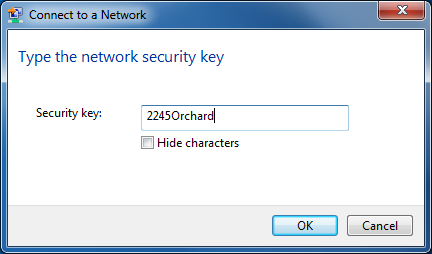 Connect to a Network
Type the network security key
Security key: 2245Orchard
Hide characters
OK Cancel